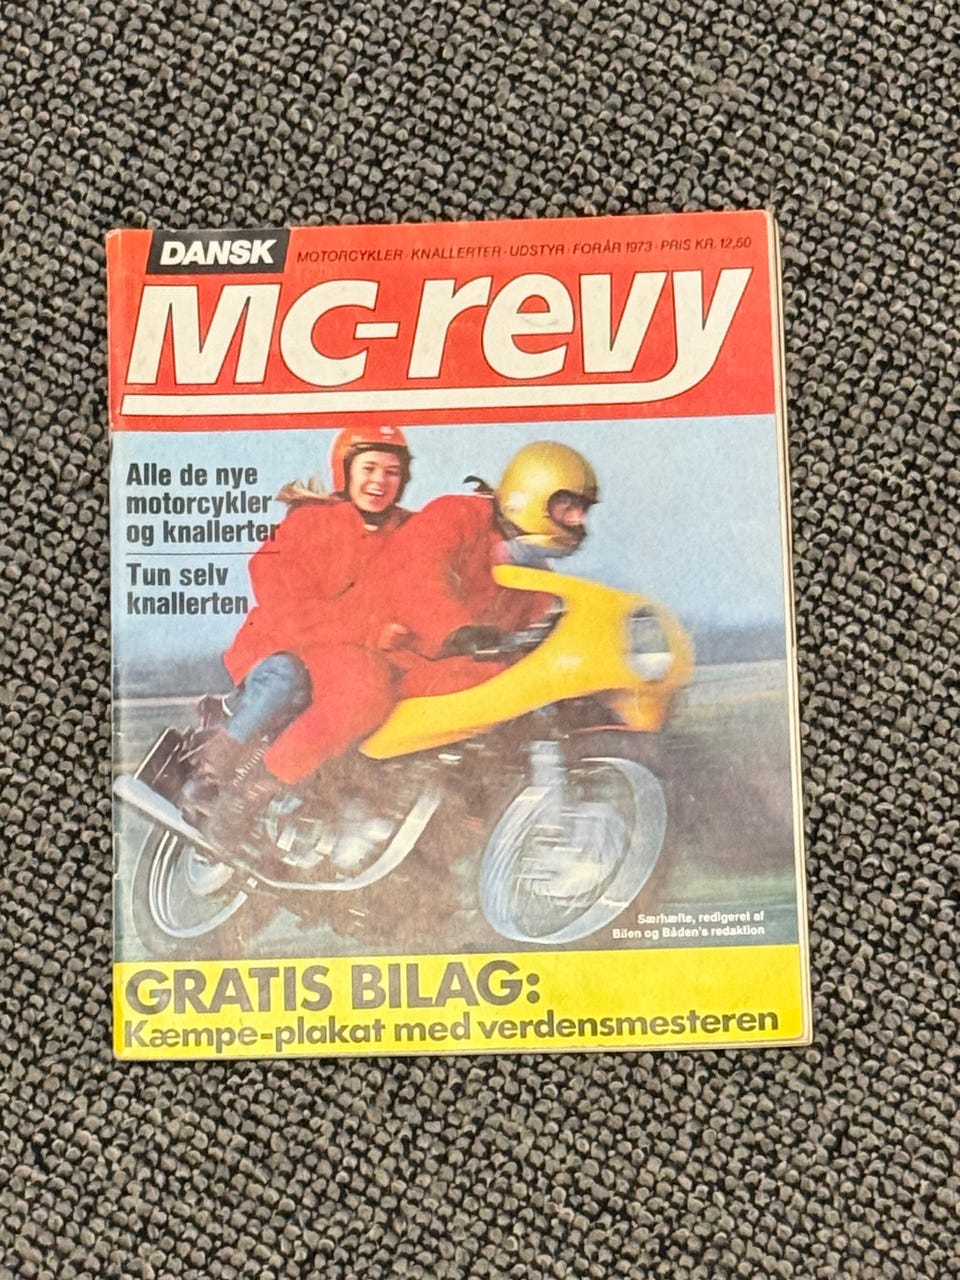 DANSK
MOTORCYKLER · KNALLERTER · UDSTYR · FORÅR 1973 · PRIS KR. 12,60
MC-revy
Alle de nye
motorcykler
og knallerter
Tun selv
knallerten
Særhæfte, redigeret af
Bilen og Båden's redaktion
GRATIS BILAG:
Kæmpe-plakat med verdensmesteren